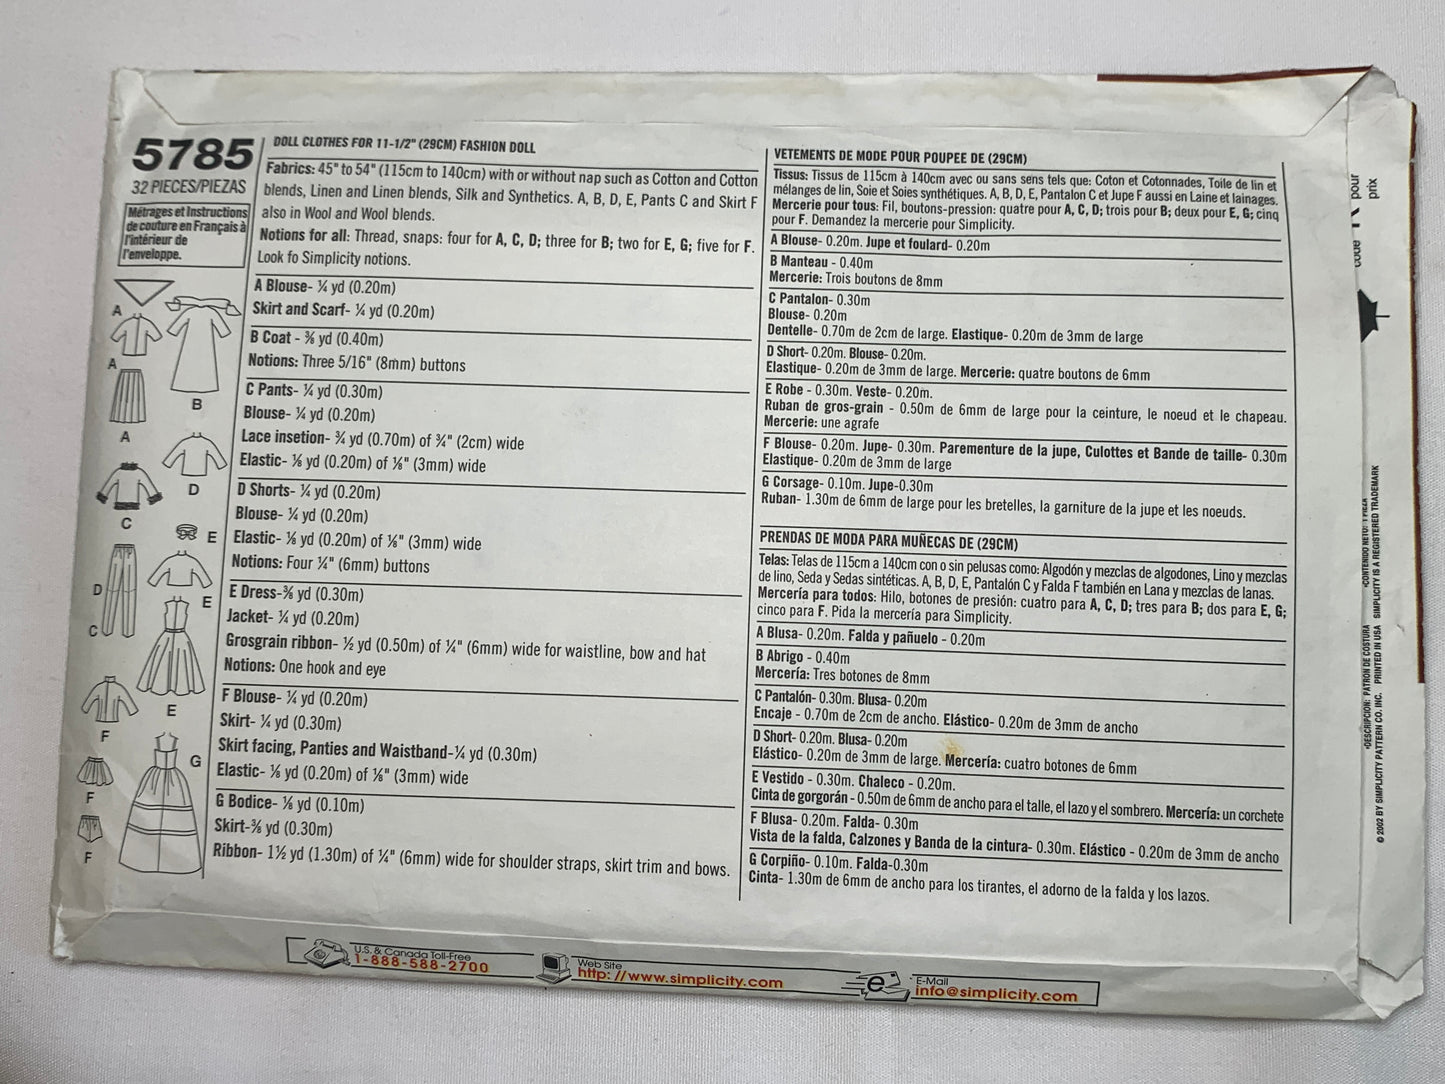 5785
32 PIECES/PIEZAS
Métrages et Instructions
de couture en Français à
l'intérieur de
l'enveloppe.
A
A
B
A
D
C
E
D
E
C
E
F
G
F
F
DOLL CLOTHES FOR 11-1/2" (29CM) FASHION DOLL
Fabrics: 45" to 54" (115cm to 140cm) with or without nap such as Cotton and Cotton
blends, Linen and Linen blends, Silk and Synthetics. A, B, D, E, Pants C and Skirt F
also in Wool and Wool blends.
Notions for all: Thread, snaps: four for A, C, D; three for B; two for E, G; five for F.
Look fo Simplicity notions.
A Blouse- ¼ yd (0.20m)
Skirt and Scarf- ¼ yd (0.20m)
B Coat - ⅜ yd (0.40m)
Notions: Three 5/16" (8mm) buttons
C Pants- ¼ yd (0.30m)
Blouse- ¼ yd (0.20m)
Lace insetion- ¾ yd (0.70m) of ¾" (2cm) wide
Elastic- ⅛ yd (0.20m) of ⅛" (3mm) wide
D Shorts- ¼ yd (0.20m)
Blouse- ¼ yd (0.20m)
Elastic- ⅛ yd (0.20m) of ⅛" (3mm) wide
Notions: Four ¼" (6mm) buttons
E Dress-⅜ yd (0.30m)
Jacket- ¼ yd (0.20m)
Grosgrain ribbon- ½ yd (0.50m) of ¼" (6mm) wide for waistline, bow and hat
Notions: One hook and eye
F Blouse- ¼ yd (0.20m)
Skirt- ¼ yd (0.30m)
Skirt facing, Panties and Waistband-¼ yd (0.30m)
Elastic- ⅛ yd (0.20m) of ⅛" (3mm) wide
G Bodice- ⅛ yd (0.10m)
Skirt-⅜ yd (0.30m)
Ribbon- 1½ yd (1.30m) of ¼" (6mm) wide for shoulder straps, skirt trim and bows.
VETEMENTS DE MODE POUR POUPEE DE (29CM)
Tissus: Tissus de 115cm à 140cm avec ou sans sens tels que: Coton et Cotonnades, Toile de lin et
mélanges de lin, Soie et Soies synthétiques. A, B, D, E, Pantalon C et Jupe F aussi en Laine et lainages.
Mercerie pour tous: Fil, boutons-pression: quatre pour A, C, D; trois pour B; deux pour E, G; cinq
pour F. Demandez la mercerie pour Simplicity.
A Blouse- 0.20m. Jupe et foulard- 0.20m
B Manteau - 0.40m
Mercerie: Trois boutons de 8mm
C Pantalon- 0.30m
Blouse- 0.20m
Dentelle- 0.70m de 2cm de large. Elastique- 0.20m de 3mm de large
D Short- 0.20m. Blouse- 0.20m.
Elastique- 0.20m de 3mm de large. Mercerie: quatre boutons de 6mm
E Robe - 0.30m. Veste- 0.20m.
Ruban de gros-grain - 0.50m de 6mm de large pour la ceinture, le noeud et le chapeau.
Mercerie: une agrafe
F Blouse- 0.20m. Jupe- 0.30m. Parementure de la jupe, Culottes et Bande de taille- 0.30m
Elastique- 0.20m de 3mm de large
G Corsage- 0.10m. Jupe-0.30m
Ruban- 1.30m de 6mm de large pour les bretelles, la garniture de la jupe et les noeuds.
PRENDAS DE MODA PARA MUÑECAS DE (29CM)
Telas: Telas de 115cm a 140cm con o sin pelusas como: Algodón y mezclas de algodones, Lino y mezclas
de lino, Seda y Sedas sintéticas. A, B, D, E, Pantalón C y Falda F también en Lana y mezclas de lanas.
Mercería para todos: Hilo, botones de presión: cuatro para A, C, D; tres para B; dos para E, G;
cinco para F. Pida la mercería para Simplicity.
A Blusa- 0.20m. Falda y pañuelo - 0.20m
B Abrigo - 0.40m
Mercería: Tres botones de 8mm
C Pantalón- 0.30m. Blusa- 0.20m
Encaje - 0.70m de 2cm de ancho. Elástico- 0.20m de 3mm de ancho
D Short- 0.20m. Blusa- 0.20m
Elástico- 0.20m de 3mm de large. Mercería: cuatro botones de 6mm
E Vestido - 0.30m. Chaleco - 0.20m.
Cinta de gorgorán - 0.50m de 6mm de ancho para el talle, el lazo y el sombrero. Mercería: un corchete
F Blusa- 0.20m. Falda- 0.30m
Vista de la falda, Calzones y Banda de la cintura- 0.30m. Elástico - 0.20m de 3mm de ancho
G Corpiño- 0.10m. Falda-0.30m
Cinta- 1.30m de 6mm de ancho para los tirantes, el adorno de la falda y los lazos.
pour
prix
code
•DESCRIPCION: PATRON DE COSTURA •CONTENIDO NETO: 1 PIEZA
© 2002 BY SIMPLICITY PATTERN CO. INC. PRINTED IN USA SIMPLICITY IS A REGISTERED TRADEMARK
U.S. & Canada Toll-Free
1-888-588-2700
Web Site
http://www.simplicity.com
E-Mail
info@simplicity.com